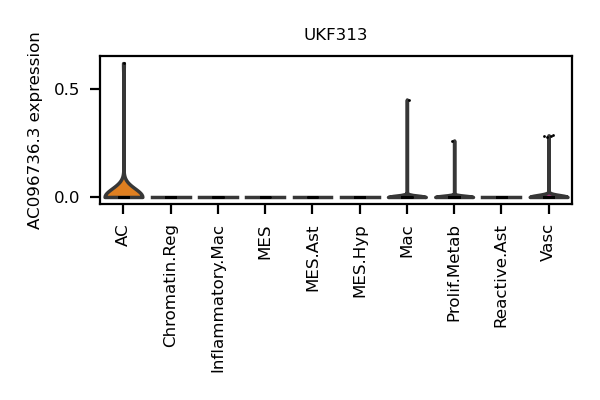 UKF313
AC096736.3 expression
0.5
0.0
AC
Chromatin.Reg
Inflammatory.Mac
MES
MES.Ast
MES.Hyp
Mac
Prolif.Metab
Reactive.Ast
Vasc